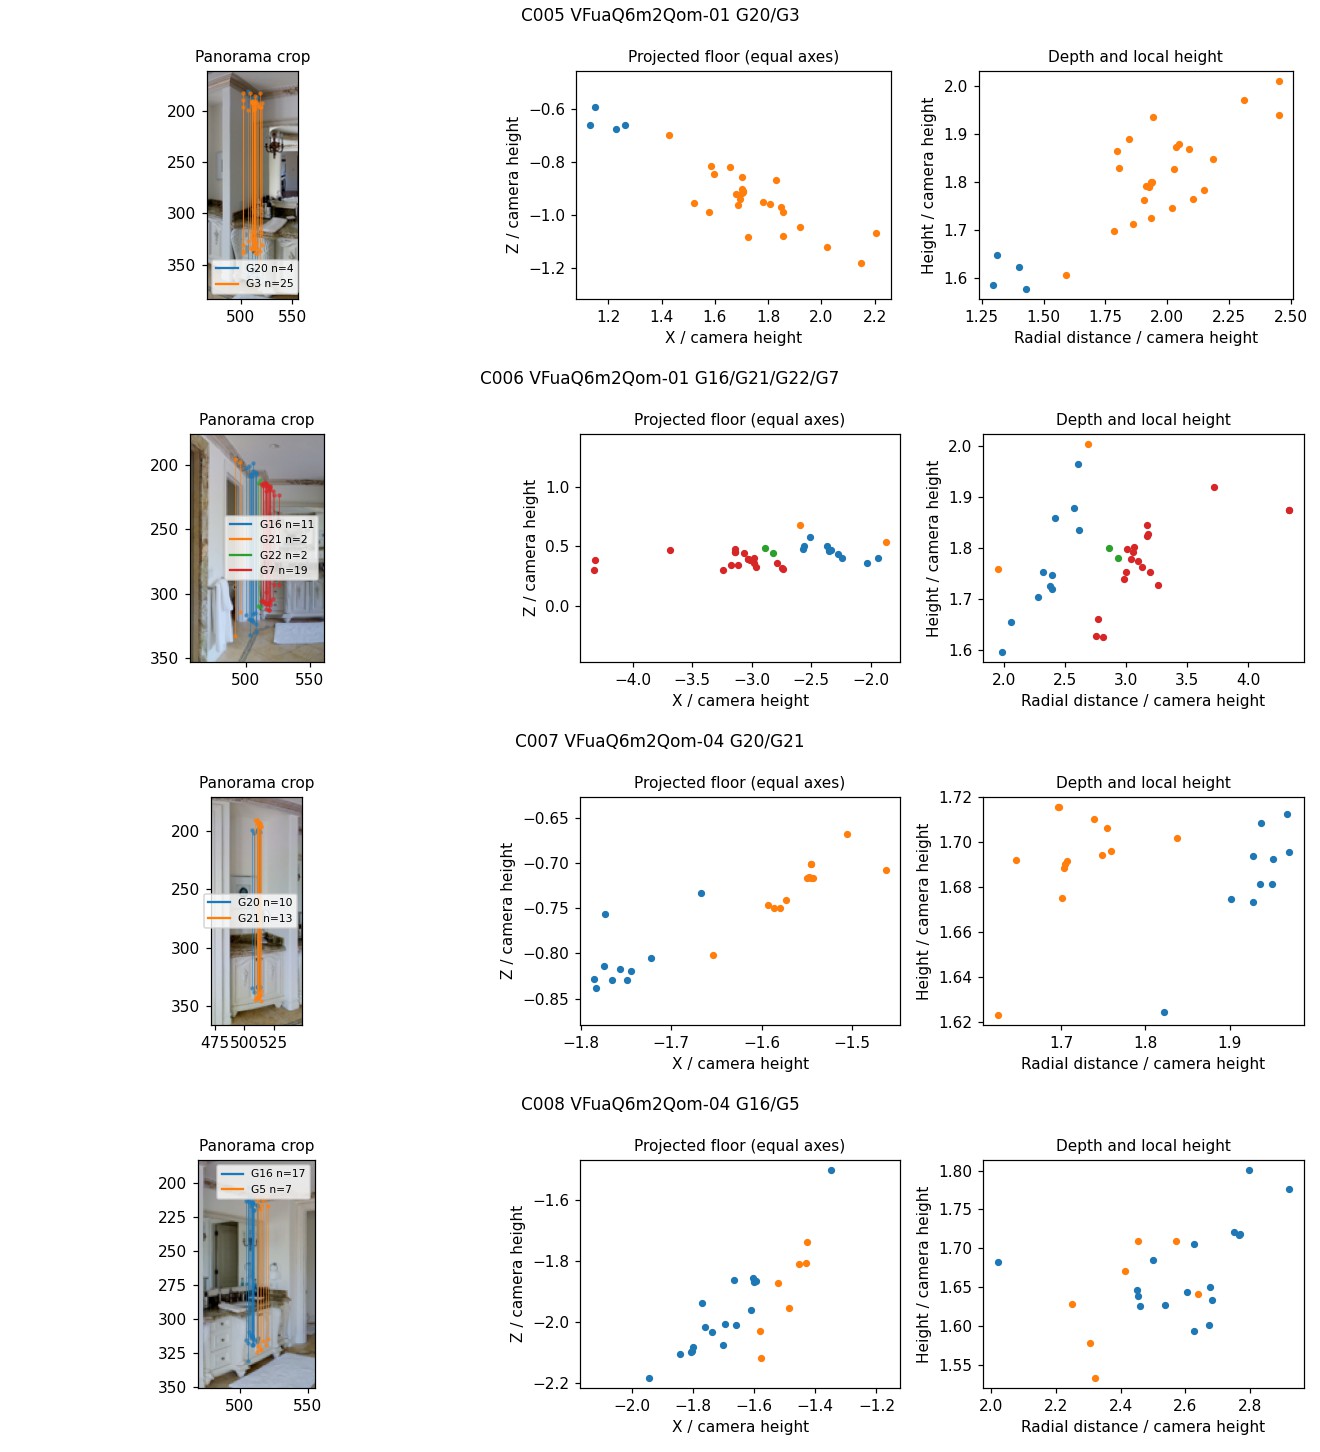 C005 VFuaQ6m2Qom-01 G20/G3
Panorama crop
Projected floor (equal axes)
Depth and local height
200
250
300
350
500 550
G20 n=4
G3 n=25
Z / camera height
−0.6
−0.8
−1.0
−1.2
1.2 1.4 1.6 1.8 2.0 2.2
X / camera height
Height / camera height
2.0
1.9
1.8
1.7
1.6
1.25 1.50 1.75 2.00 2.25 2.50
Radial distance / camera height
C006 VFuaQ6m2Qom-01 G16/G21/G22/G7
Panorama crop
Projected floor (equal axes)
Depth and local height
200
250
300
350
500 550
G16 n=11
G21 n=2
G22 n=2
G7 n=19
Z / camera height
1.0
0.5
0.0
−4.0 −3.5 −3.0 −2.5 −2.0
X / camera height
Height / camera height
2.0
1.9
1.8
1.7
1.6
2.0 2.5 3.0 3.5 4.0
Radial distance / camera height
C007 VFuaQ6m2Qom-04 G20/G21
Panorama crop
Projected floor (equal axes)
Depth and local height
200
250
300
350
475500525
G20 n=10
G21 n=13
Z / camera height
−0.65
−0.70
−0.75
−0.80
−0.85
−1.8 −1.7 −1.6 −1.5
X / camera height
Height / camera height
1.72
1.70
1.68
1.66
1.64
1.62
1.7 1.8 1.9
Radial distance / camera height
C008 VFuaQ6m2Qom-04 G16/G5
Panorama crop
Projected floor (equal axes)
Depth and local height
200
225
250
275
300
325
350
500 550
G16 n=17
G5 n=7
Z / camera height
−1.6
−1.8
−2.0
−2.2
−2.0 −1.8 −1.6 −1.4 −1.2
X / camera height
Height / camera height
1.80
1.75
1.70
1.65
1.60
1.55
2.0 2.2 2.4 2.6 2.8
Radial distance / camera height